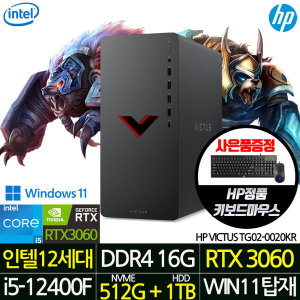 intel
hp
VICTUS
사은품증정
HP정품
키보드마우스
Windows 11
intel CORE i5
NVIDIA
GEFORCE RTX
RTX3060
HP VICTUS TG02-0020KR
인텔12세대 DDR4 16G RTX 3060
i5-12400F NVME 512G + HDD 1TB WIN11탑재